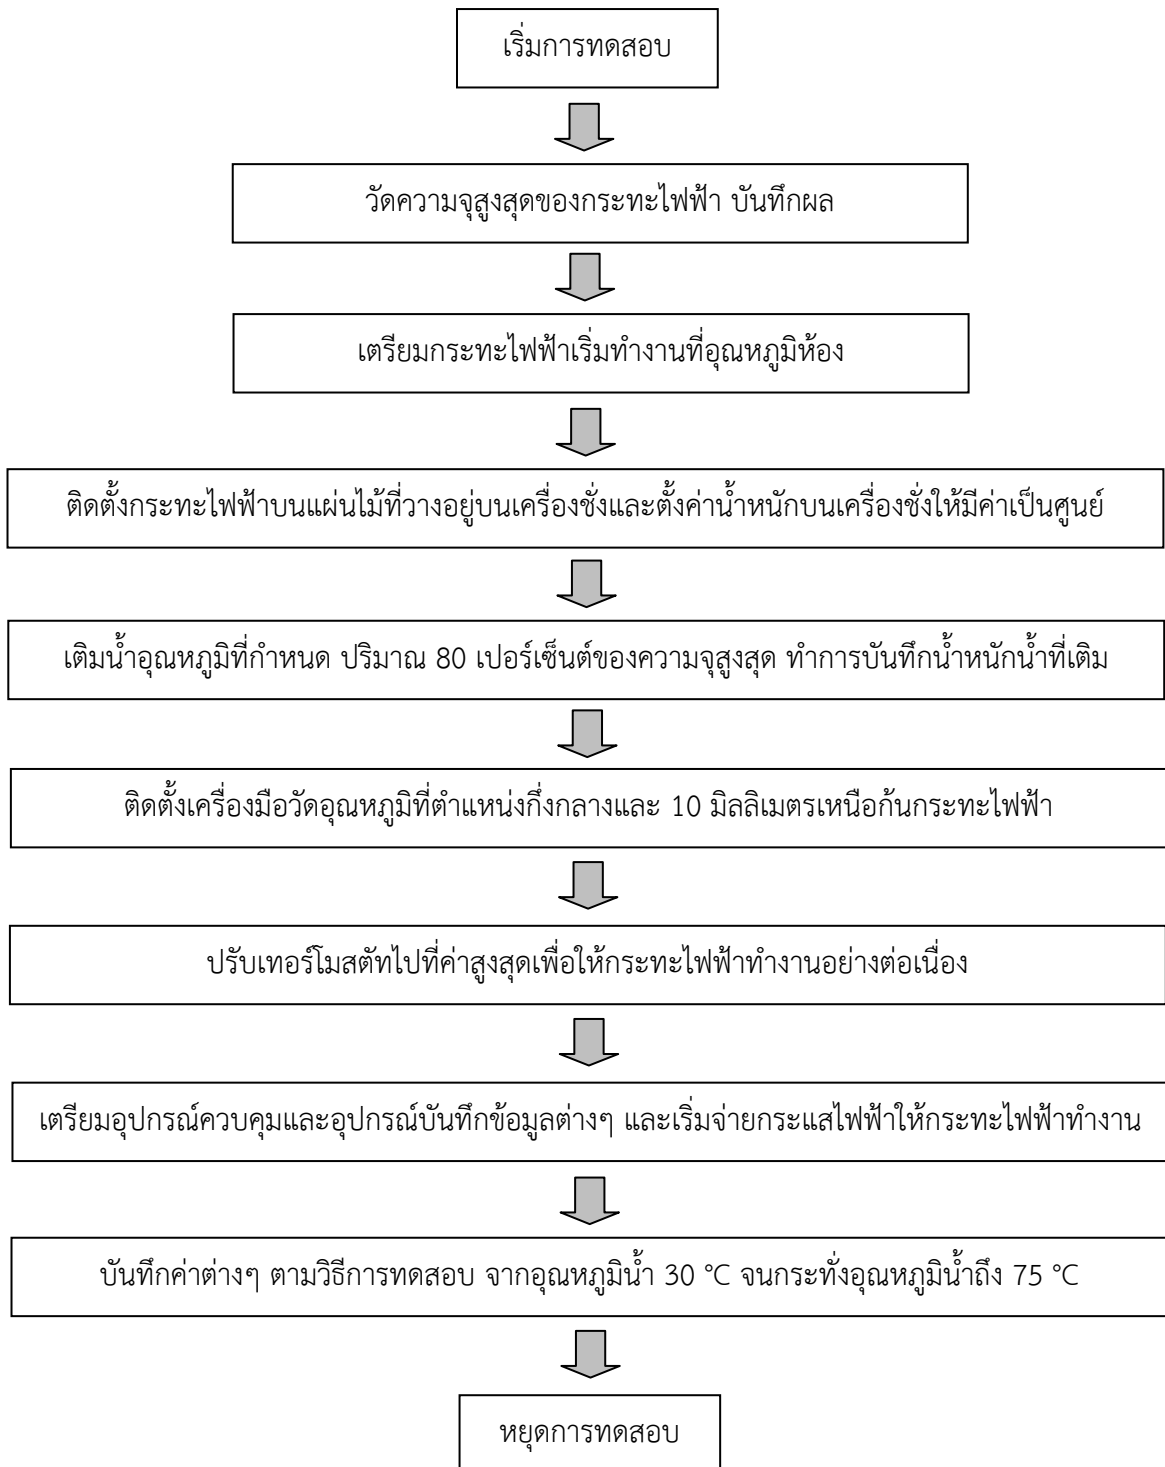 เริ่มการทดสอบ
วัดความจุสูงสุดของกระทะไฟฟ้า บันทึกผล
เตรียมกระทะไฟฟ้าเริ่มทำงานที่อุณหภูมิห้อง
ติดตั้งกระทะไฟฟ้าบนแผ่นไม้ที่วางอยู่บนเครื่องชั่งและตั้งค่าน้ำหนักบนเครื่องชั่งให้มีค่าเป็นศูนย์
เติมน้ำอุณหภูมิที่กำหนด ปริมาณ 80 เปอร์เซ็นต์ของความจุสูงสุด ทำการบันทึกน้ำหนักน้ำที่เติม
ติดตั้งเครื่องมือวัดอุณหภูมิที่ตำแหน่งกึ่งกลางและ 10 มิลลิเมตรเหนือก้นกระทะไฟฟ้า
ปรับเทอร์โมสตัทไปที่ค่าสูงสุดเพื่อให้กระทะไฟฟ้าทำงานอย่างต่อเนื่อง
เตรียมอุปกรณ์ควบคุมและอุปกรณ์บันทึกข้อมูลต่างๆ และเริ่มจ่ายกระแสไฟฟ้าให้กระทะไฟฟ้าทำงาน
บันทึกค่าต่างๆ ตามวิธีการทดสอบ จากอุณหภูมิน้ำ 30 °C จนกระทั่งอุณหภูมิน้ำถึง 75 °C
หยุดการทดสอบ